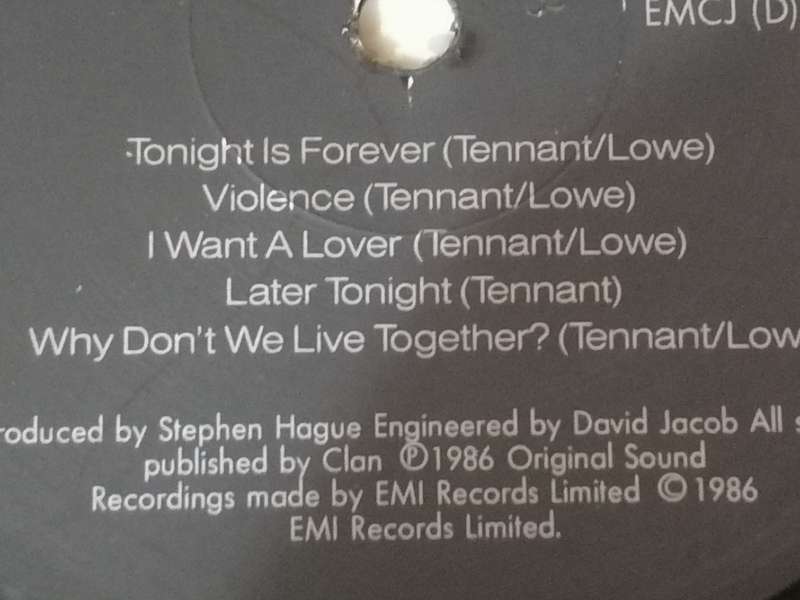 EMCJ (D)
Tonight Is Forever (Tennant/Lowe)
Violence (Tennant/Lowe)
I Want A Lover (Tennant/Lowe)
Later Tonight (Tennant)
Why Don't We Live Together? (Tennant/Low
roduced by Stephen Hague Engineered by David Jacob All s
published by Clan ℗1986 Original Sound
Recordings made by EMI Records Limited ©1986
EMI Records Limited.